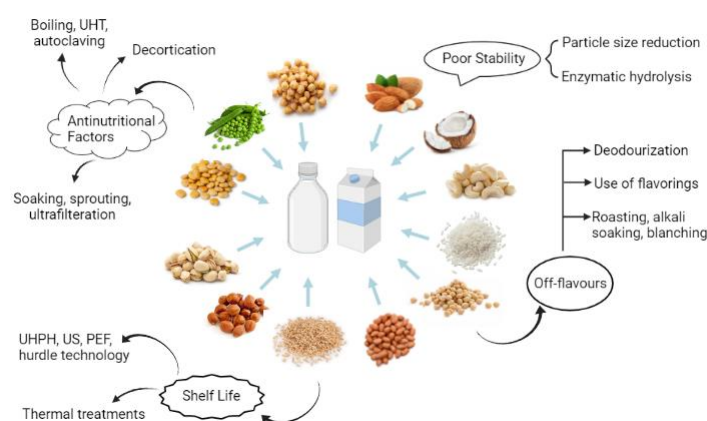 Boiling, UHT,
autoclaving
Decortication
Antinutritional
Factors
Soaking, sprouting,
ultrafilteration
Poor Stability
Particle size reduction
Enzymatic hydrolysis
Deodourization
Use of flavorings
Roasting, alkali
soaking, blanching
Off-flavours
UHPH, US, PEF,
hurdle technology
Shelf Life
Thermal treatments